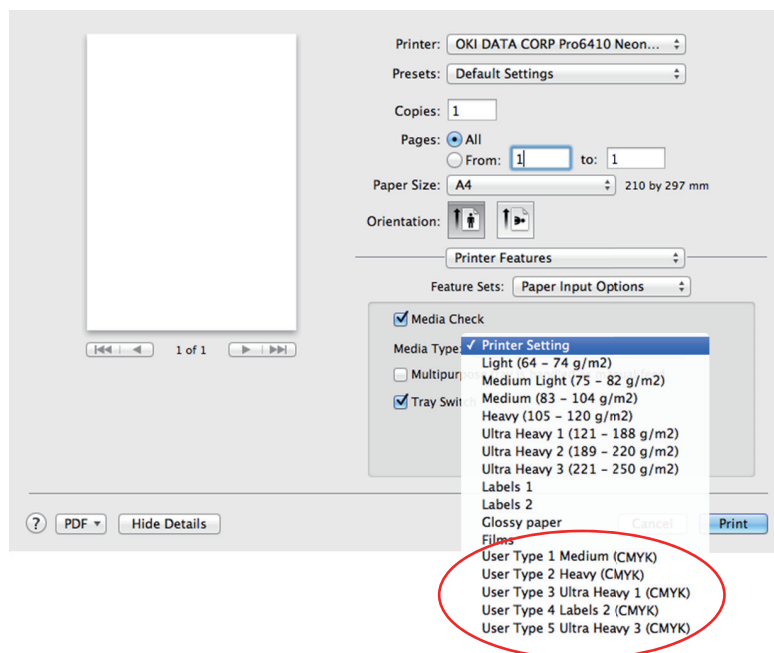 Printer: OKI DATA CORP Pro6410 Neon...
Presets: Default Settings
Copies: 1
Pages: All
From: 1 to: 1
Paper Size: A4 210 by 297 mm
Orientation:
Printer Features
Feature Sets: Paper Input Options
Media Check
1 of 1
Media Type: ✓ Printer Setting
Light (64 – 74 g/m2)
Multipurp
Medium Light (75 – 82 g/m2)
Medium (83 – 104 g/m2)
Tray Switch
Heavy (105 – 120 g/m2)
Ultra Heavy 1 (121 – 188 g/m2)
Ultra Heavy 2 (189 – 220 g/m2)
Ultra Heavy 3 (221 – 250 g/m2)
Labels 1
Labels 2
Glossy paper
Films
? PDF Hide Details Cancel Print
User Type 1 Medium (CMYK)
User Type 2 Heavy (CMYK)
User Type 3 Ultra Heavy 1 (CMYK)
User Type 4 Labels 2 (CMYK)
User Type 5 Ultra Heavy 3 (CMYK)